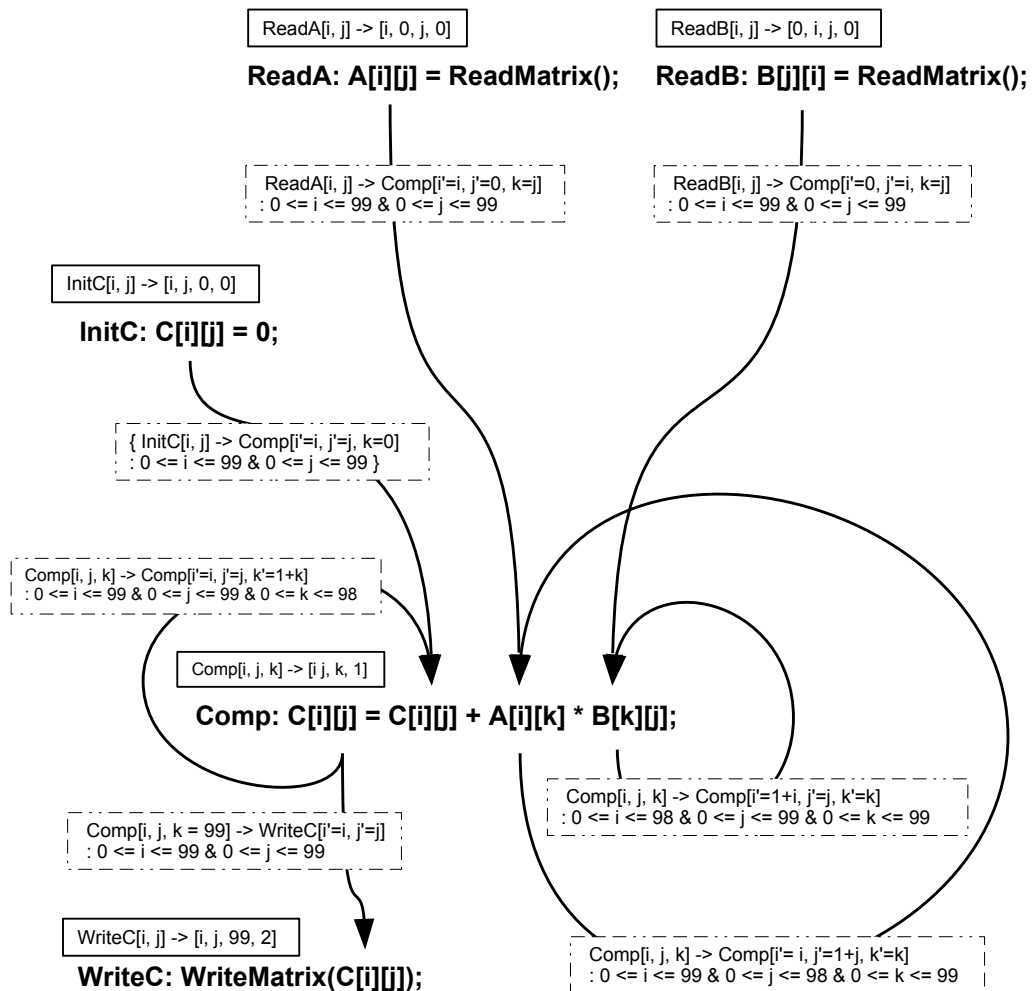 ReadA[i, j] -> [i, 0, j, 0]
ReadB[i, j] -> [0, i, j, 0]
ReadA: A[i][j] = ReadMatrix();
ReadB: B[j][i] = ReadMatrix();
ReadA[i, j] -> Comp[i'=i, j'=0, k=j]
: 0 <= i <= 99 & 0 <= j <= 99
ReadB[i, j] -> Comp[i'=0, j'=i, k=j]
: 0 <= i <= 99 & 0 <= j <= 99
InitC[i, j] -> [i, j, 0, 0]
InitC: C[i][j] = 0;
{ InitC[i, j] -> Comp[i'=i, j'=j, k=0]
: 0 <= i <= 99 & 0 <= j <= 99 }
Comp[i, j, k] -> Comp[i'=i, j'=j, k'=1+k]
: 0 <= i <= 99 & 0 <= j <= 99 & 0 <= k <= 98
Comp[i, j, k] -> [i j, k, 1]
Comp: C[i][j] = C[i][j] + A[i][k] * B[k][j];
Comp[i, j, k] -> Comp[i'=1+i, j'=j, k'=k]
: 0 <= i <= 98 & 0 <= j <= 99 & 0 <= k <= 99
Comp[i, j, k = 99] -> WriteC[i'=i, j'=j]
: 0 <= i <= 99 & 0 <= j <= 99
WriteC[i, j] -> [i, j, 99, 2]
WriteC: WriteMatrix(C[i][j]);
Comp[i, j, k] -> Comp[i'= i, j'=1+j, k'=k]
: 0 <= i <= 99 & 0 <= j <= 98 & 0 <= k <= 99